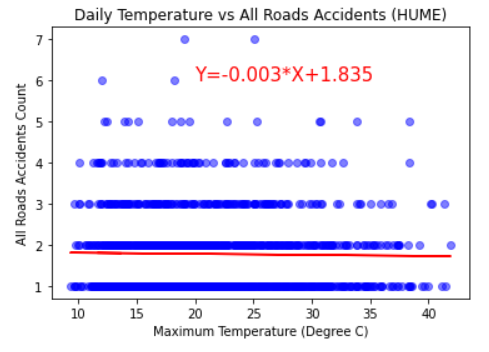 Daily Temperature vs All Roads Accidents (HUME)
7
6
5
4
3
2
1
All Roads Accidents Count
Y=-0.003*X+1.835
10 15 20 25 30 35 40
Maximum Temperature (Degree C)